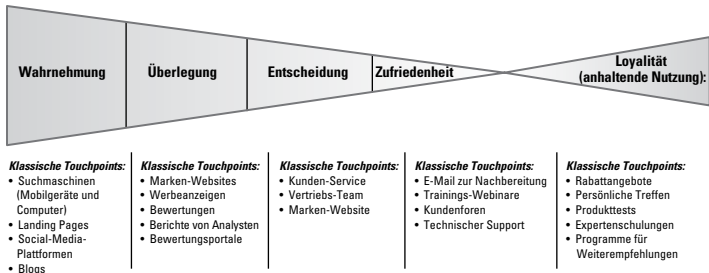 Wahrnehmung
Überlegung
Entscheidung
Zufriedenheit
Loyalität
(anhaltende Nutzung):
Klassische Touchpoints:
• Suchmaschinen
(Mobilgeräte und
Computer)
• Landing Pages
• Social-Media-
Plattformen
• Blogs
Klassische Touchpoints:
• Marken-Websites
• Werbeanzeigen
• Bewertungen
• Berichte von Analysten
• Bewertungsportale
Klassische Touchpoints:
• Kunden-Service
• Vertriebs-Team
• Marken-Website
Klassische Touchpoints:
• E-Mail zur Nachbereitung
• Trainings-Webinare
• Kundenforen
• Technischer Support
Klassische Touchpoints:
• Rabattangebote
• Persönliche Treffen
• Produkttests
• Expertenschulungen
• Programme für
Weiterempfehlungen